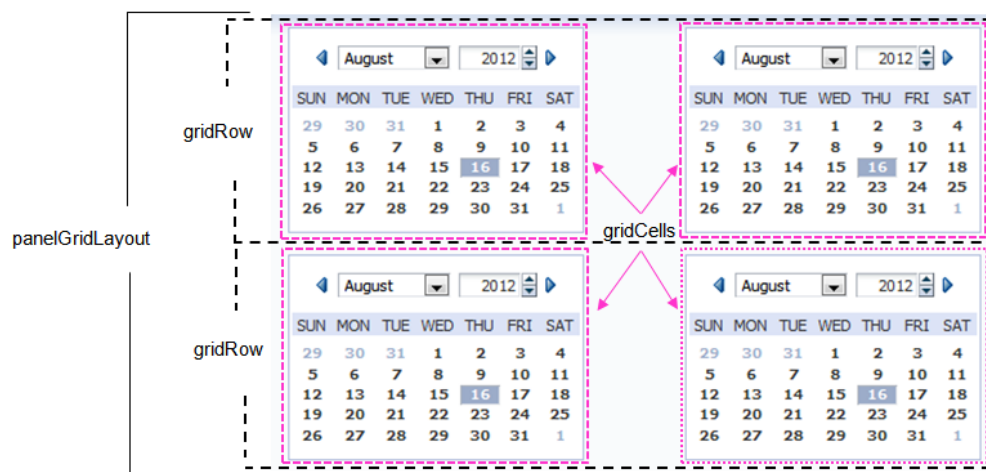 August 2012 August 2012
SUN MON TUE WED THU FRI SAT SUN MON TUE WED THU FRI SAT
29 30 31 1 2 3 4 29 30 31 1 2 3 4
gridRow
5 6 7 8 9 10 11 5 6 7 8 9 10 11
12 13 14 15 16 17 18 12 13 14 15 16 17 18
19 20 21 22 23 24 25 19 20 21 22 23 24 25
26 27 28 29 30 31 1 26 27 28 29 30 31 1
panelGridLayout
gridCells
August 2012 August 2012
SUN MON TUE WED THU FRI SAT SUN MON TUE WED THU FRI SAT
gridRow
29 30 31 1 2 3 4 29 30 31 1 2 3 4
5 6 7 8 9 10 11 5 6 7 8 9 10 11
12 13 14 15 16 17 18 12 13 14 15 16 17 18
19 20 21 22 23 24 25 19 20 21 22 23 24 25
26 27 28 29 30 31 1 26 27 28 29 30 31 1